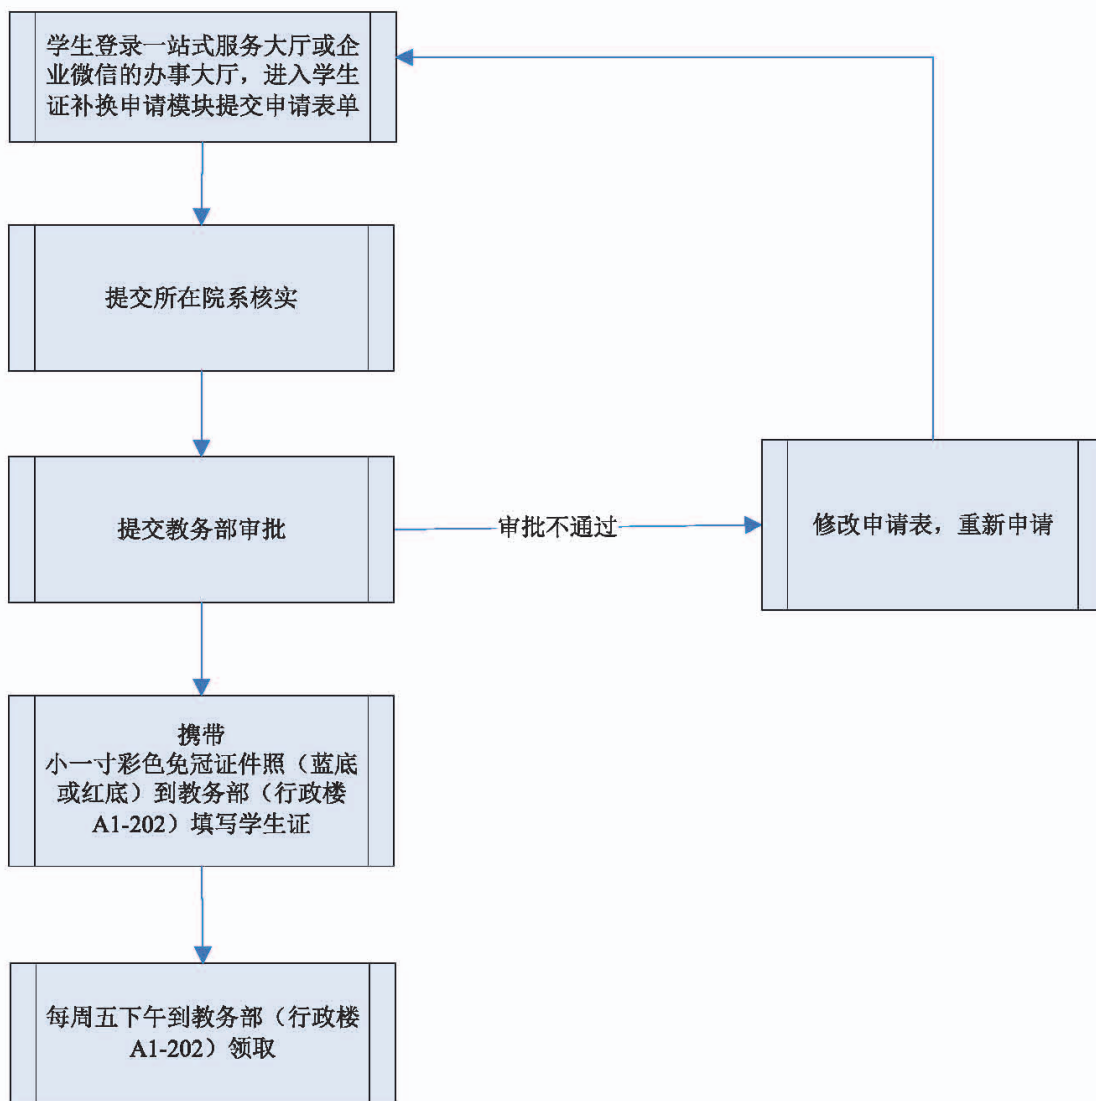 学生登录一站式服务大厅或企
业微信的办事大厅，进入学生
证补换申请模块提交申请表单
提交所在院系核实
提交教务部审批
审批不通过
修改申请表，重新申请
携带
小一寸彩色免冠证件照（蓝底
或红底）到教务部（行政楼
A1-202）填写学生证
每周五下午到教务部（行政楼
A1-202）领取